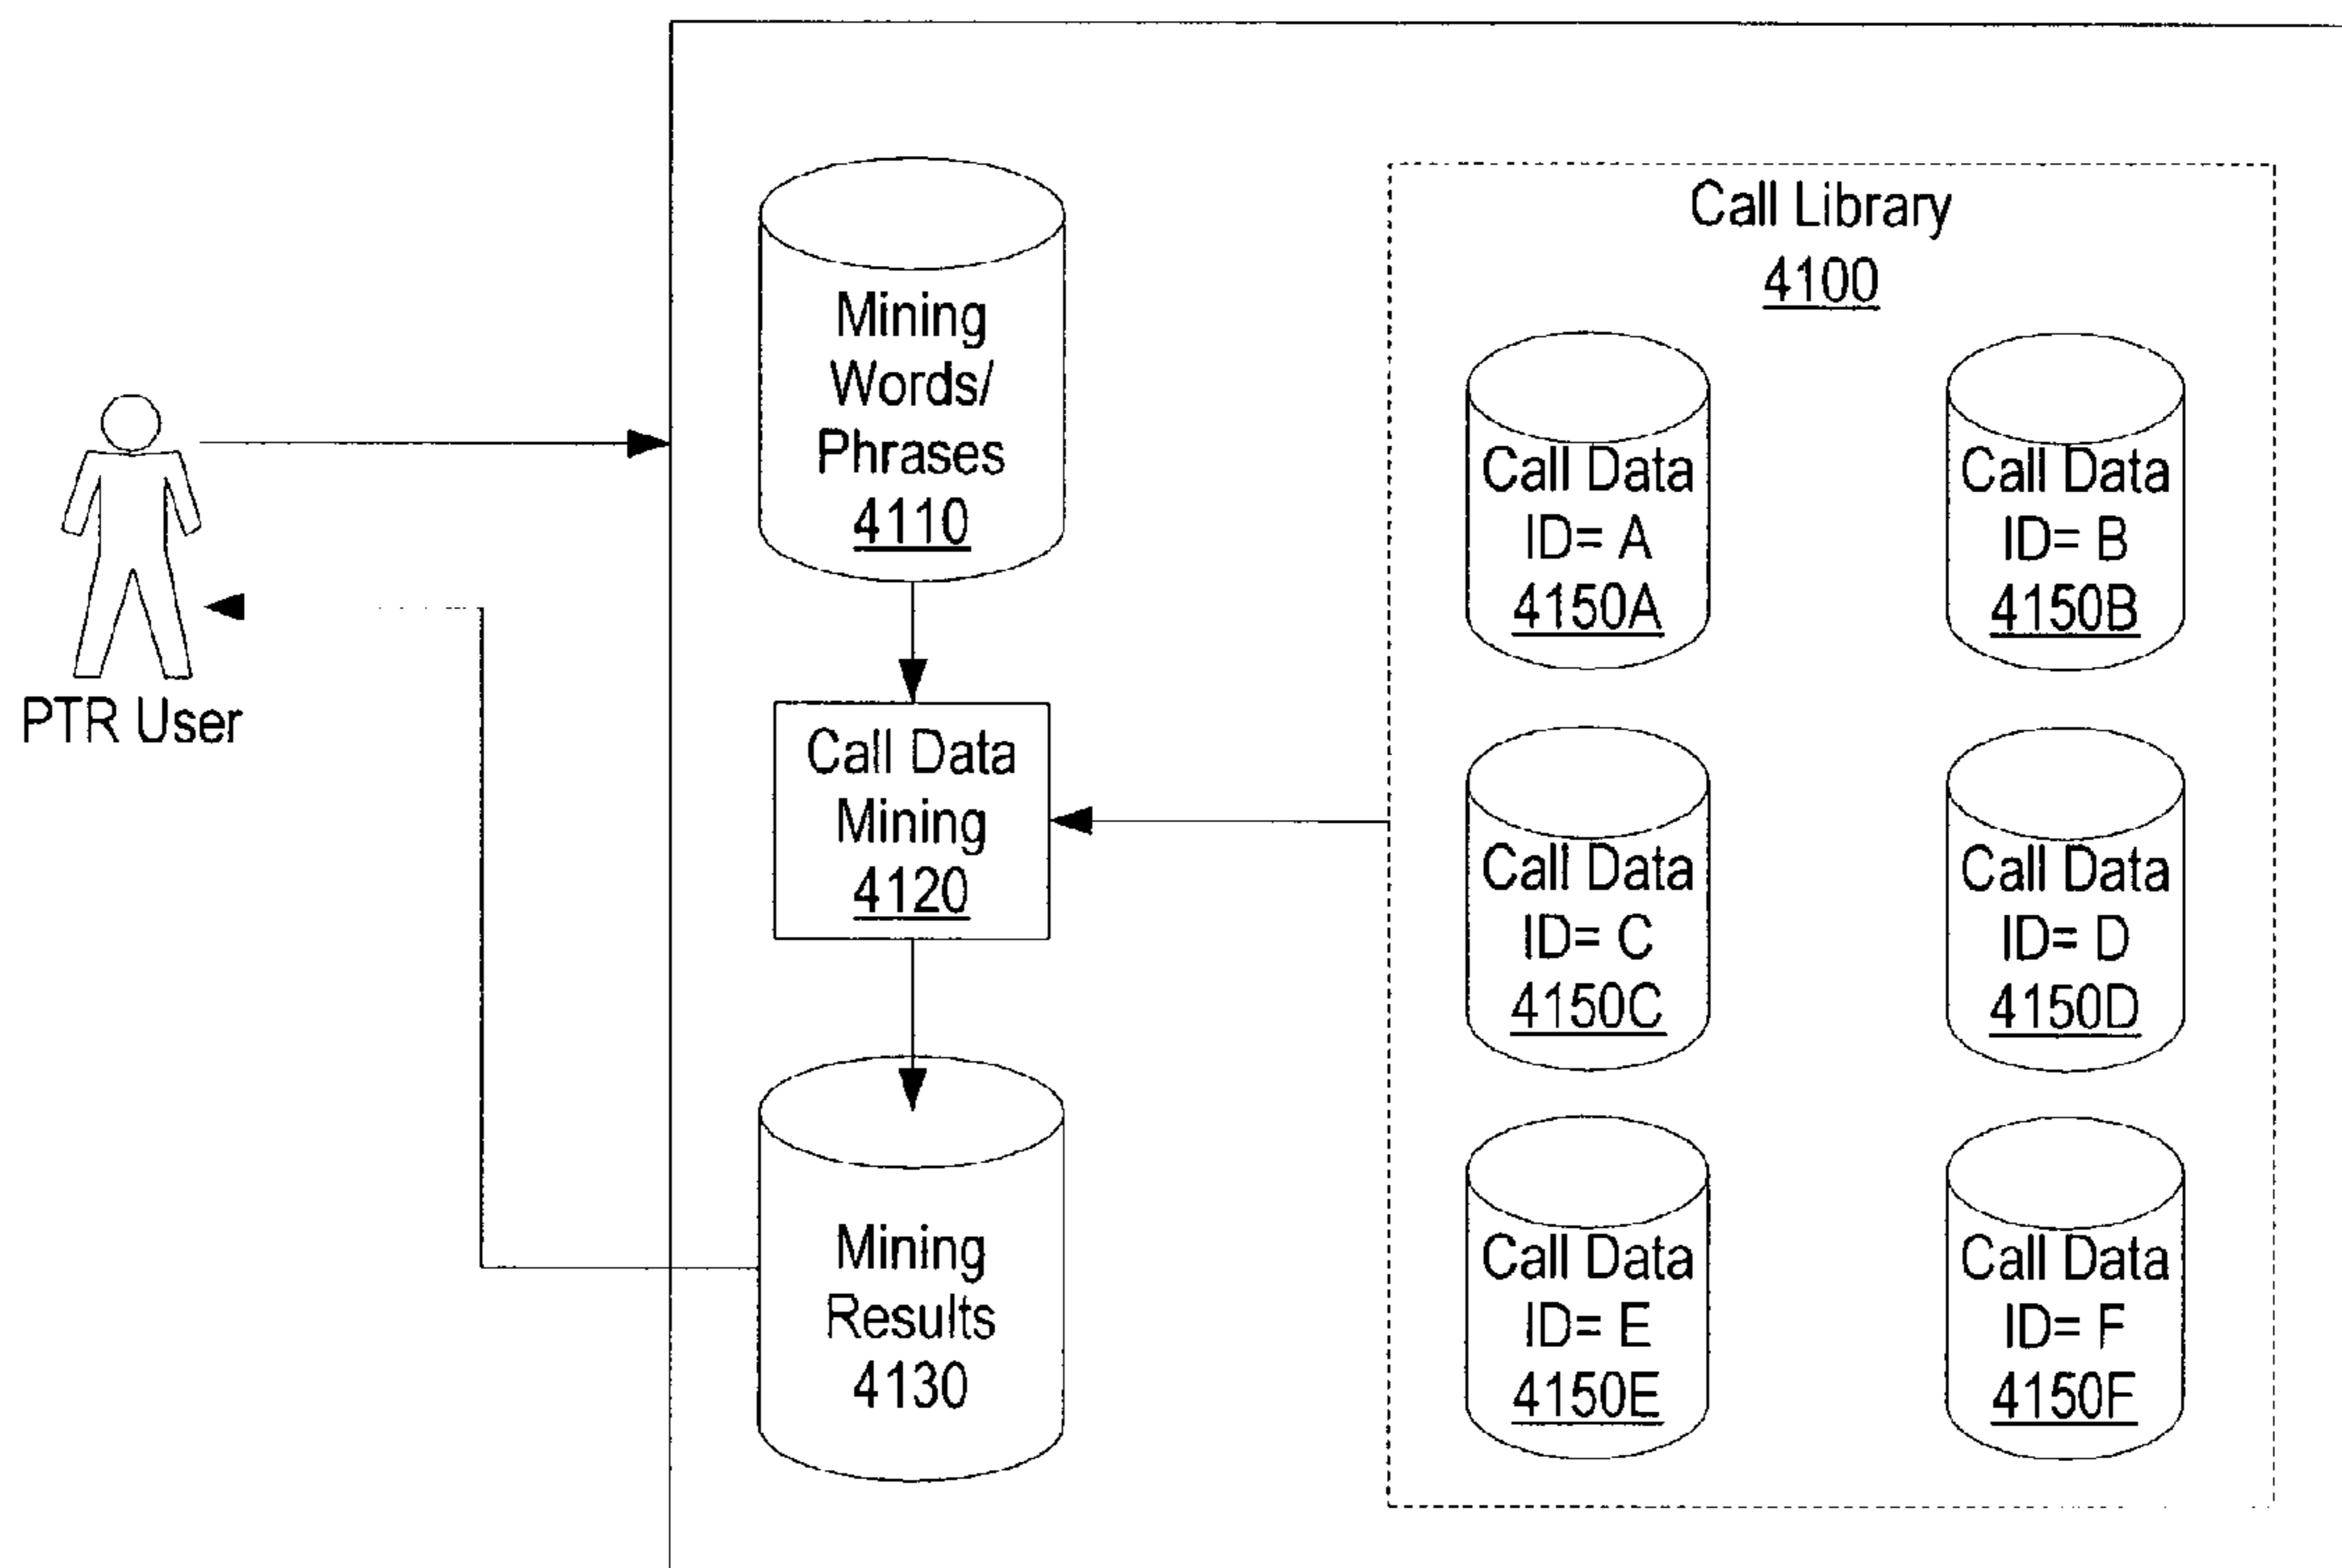 PTR User
Mining
Words/
Phrases
4110
Call Data
Mining
4120
Mining
Results
4130
Call Library
4100
Call Data
ID= A
4150A
Call Data
ID= B
4150B
Call Data
ID= C
4150C
Call Data
ID= D
4150D
Call Data
ID= E
4150E
Call Data
ID= F
4150F